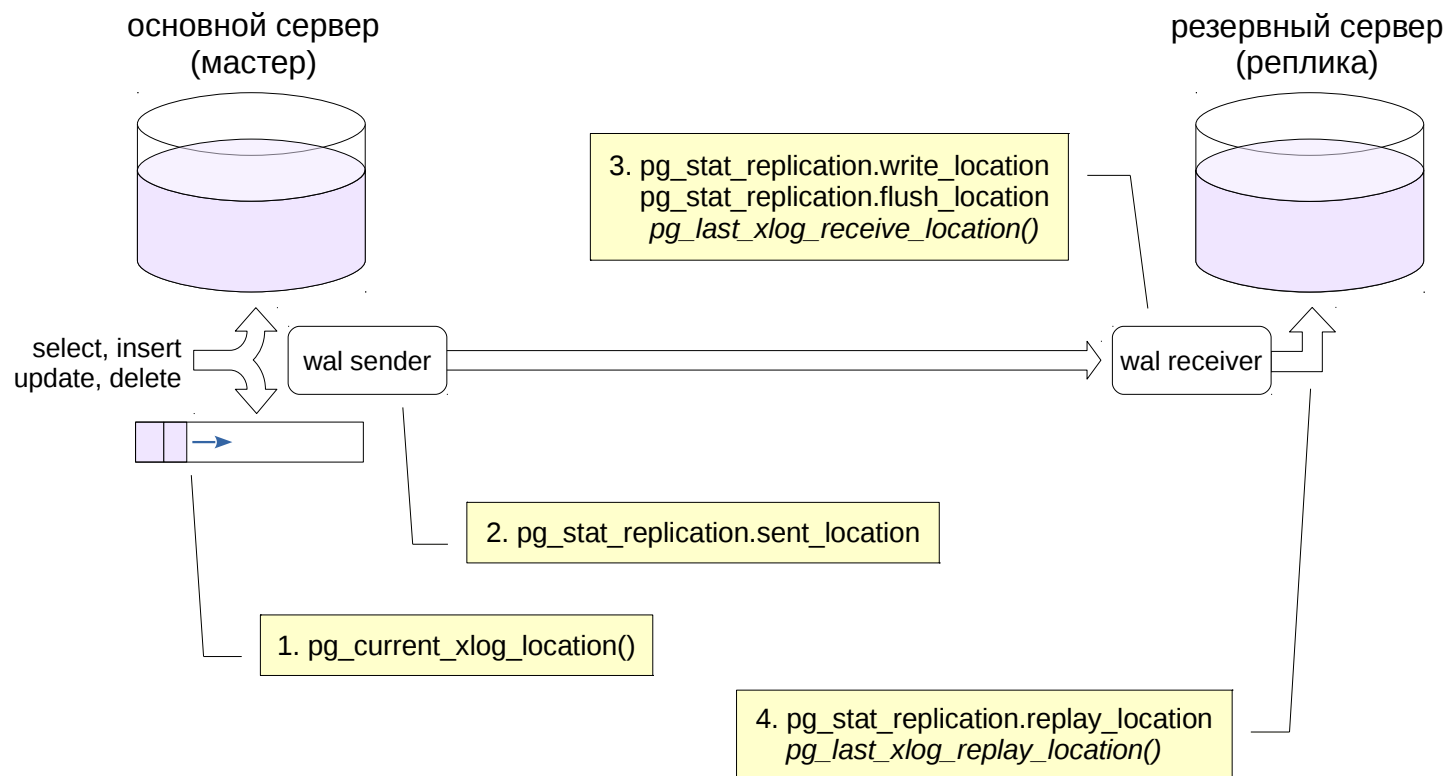 основной сервер
(мастер)
резервный сервер
(реплика)
3. pg_stat_replication.write_location
pg_stat_replication.flush_location
pg_last_xlog_receive_location()
select, insert
update, delete
wal sender
wal receiver
2. pg_stat_replication.sent_location
1. pg_current_xlog_location()
4. pg_stat_replication.replay_location
pg_last_xlog_replay_location()